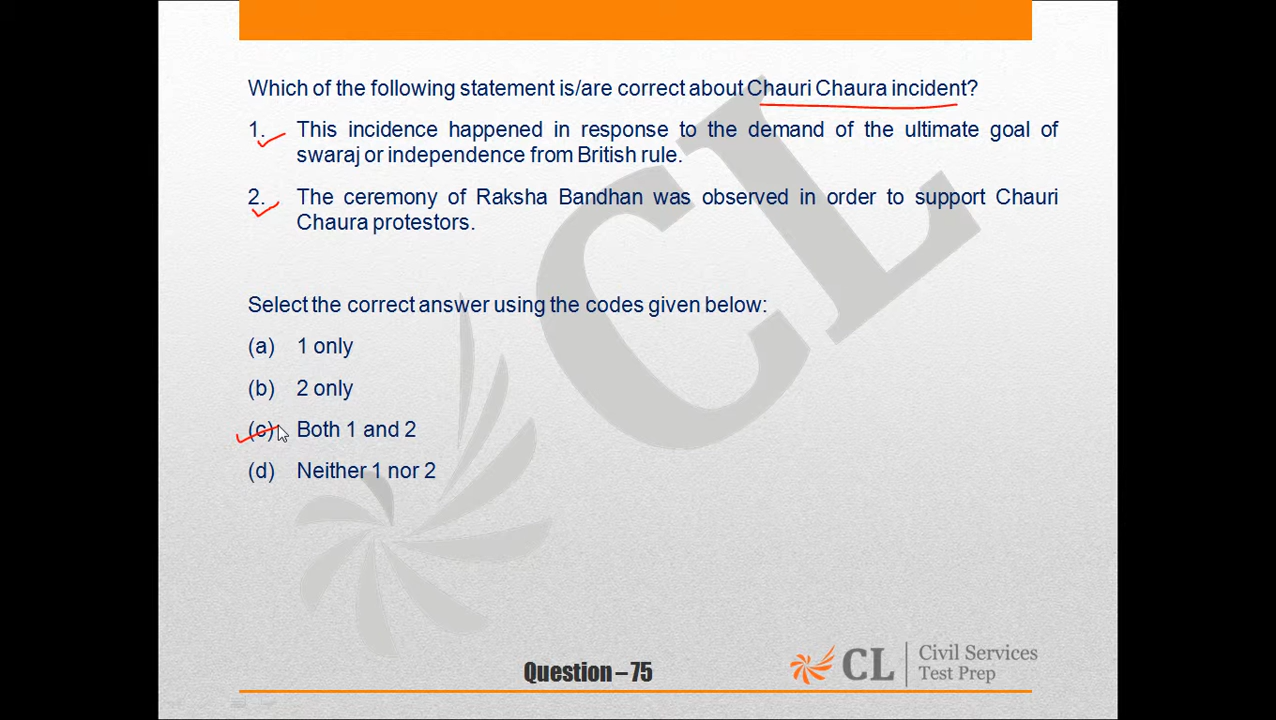 Which of the following statement is/are correct about Chauri Chaura incident?
1. This incidence happened in response to the demand of the ultimate goal of
swaraj or independence from British rule.
2. The ceremony of Raksha Bandhan was observed in order to support Chauri
Chaura protestors.
Select the correct answer using the codes given below:
(a) 1 only
(b) 2 only
(c) Both 1 and 2
(d) Neither 1 nor 2
CL
Question – 75
CL Civil Services
Test Prep